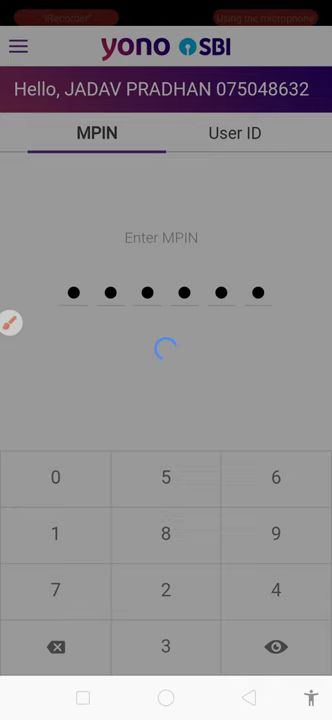 iRecorder"
Using the microphone
yono SBI
Hello, JADAV PRADHAN 075048632
MPIN User ID
Enter MPIN
0 5 6
1 8 9
7 2 4
3